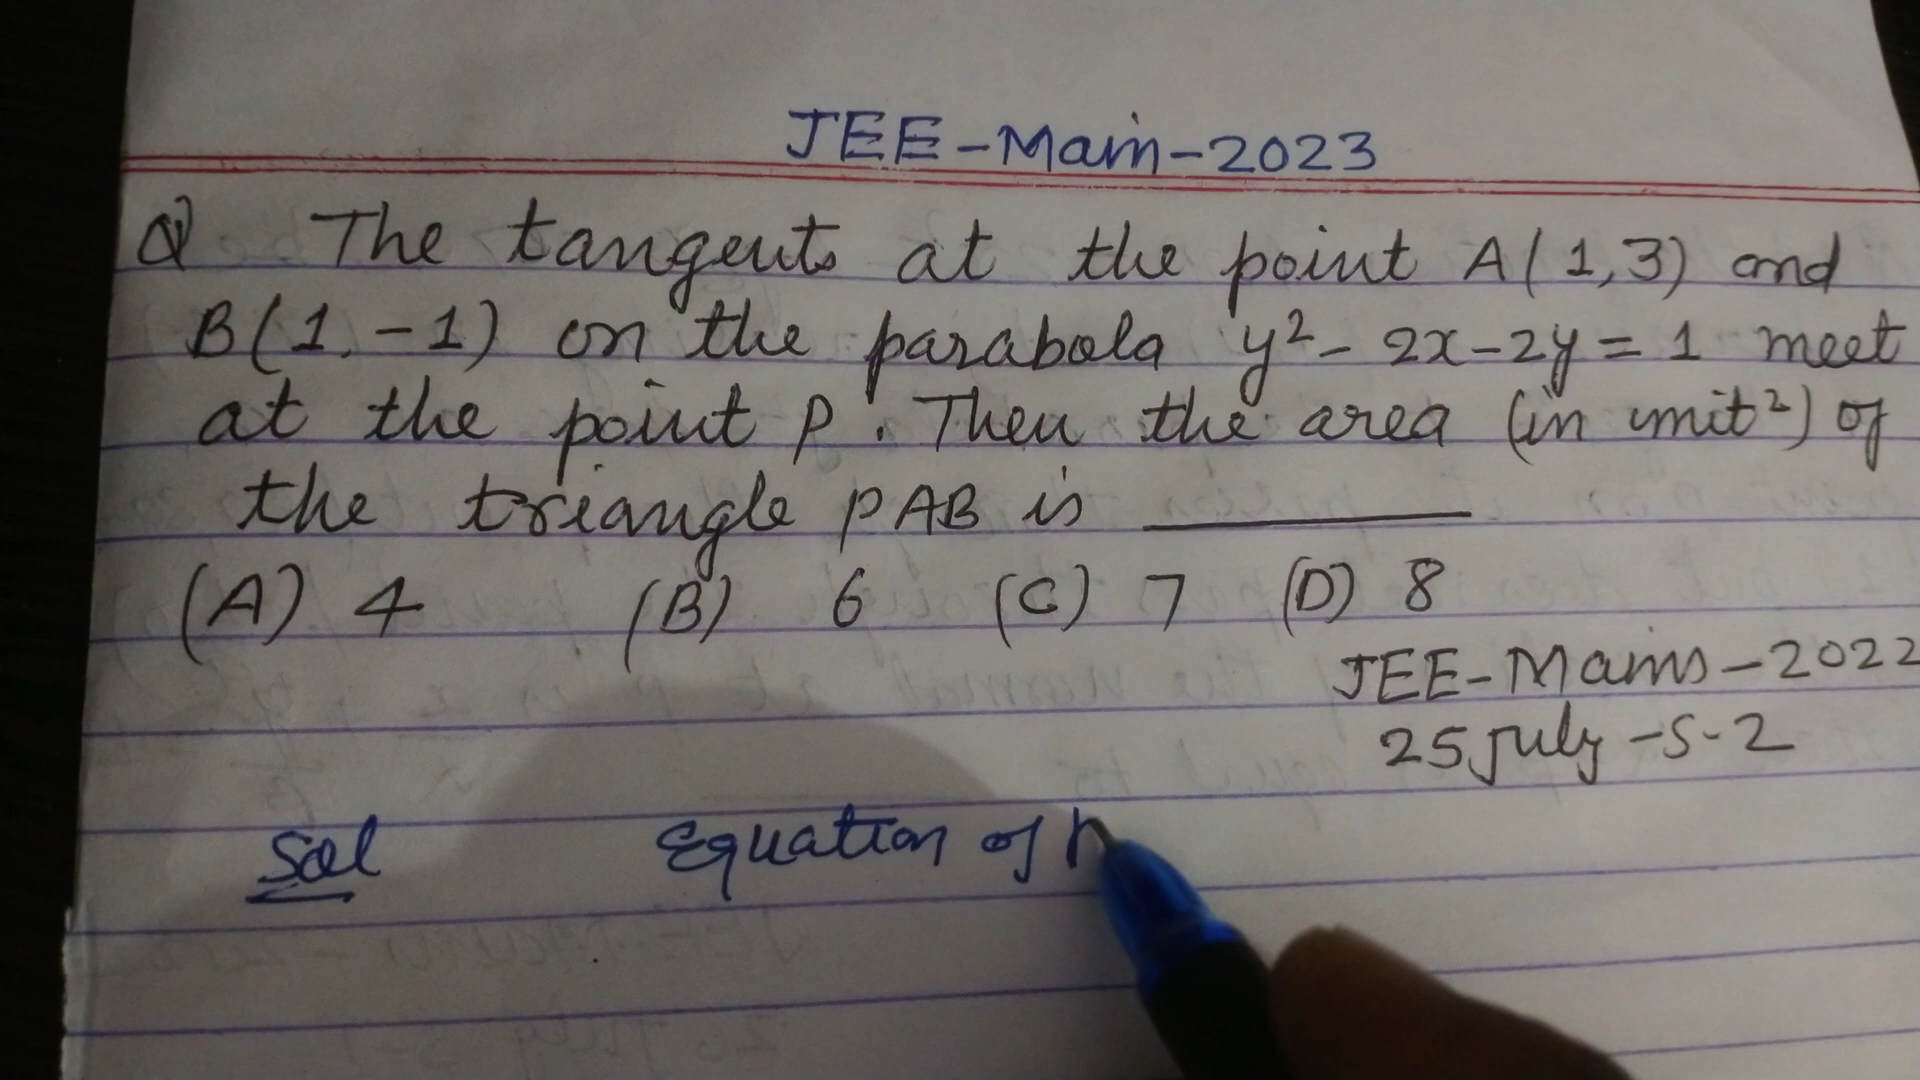 JEE-Main-2023
Q The tangents at the point A(1,3) and
B(1,-1) on the parabola y²-2x-2y=1 meet
at the point P. Then the area (in unit²) of
the triangle PAB is ________
(A) 4 (B) 6 (C) 7 (D) 8
JEE-Mains-2022
25 July-S-2
Sol Equation of